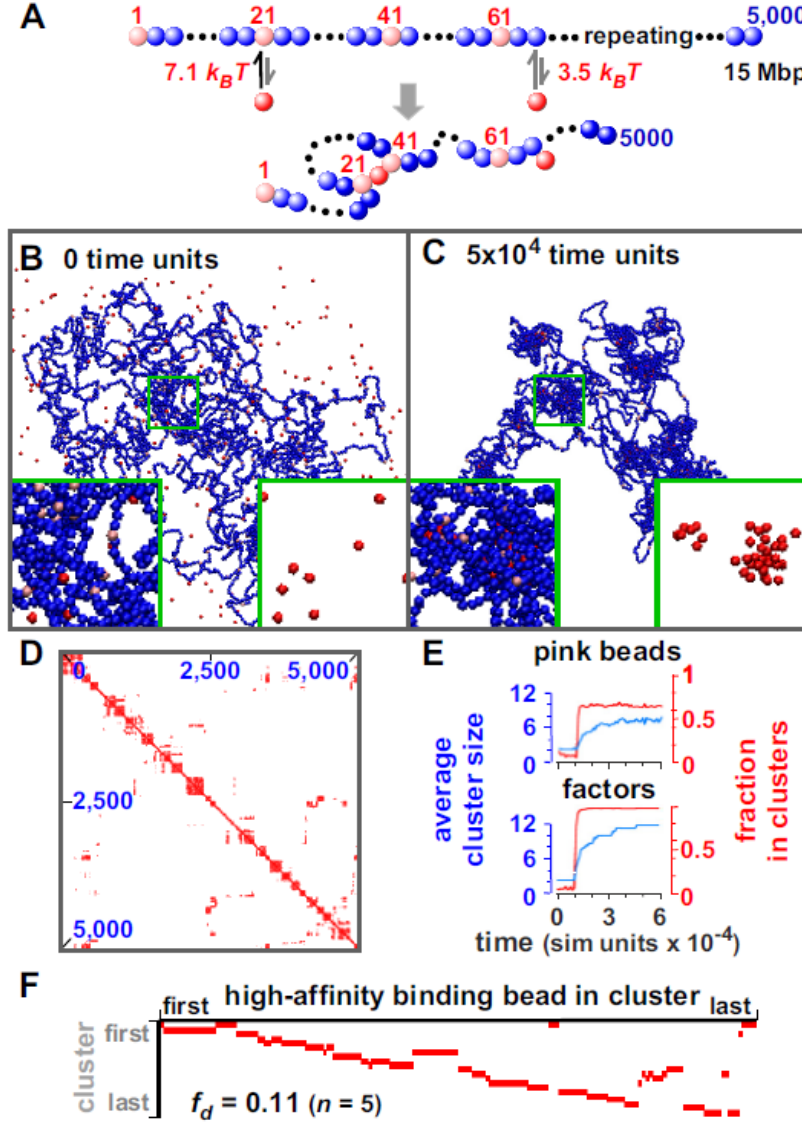 A
1 21 41 61 5,000
repeating
7.1 kBT 3.5 kBT 15 Mbp
41
61
5000
21
1
B 0 time units
C 5x10⁴ time units
D
0 2,500 5,000
2,500
5,000
E
pink beads
12
6
0
1
0.5
0
average
cluster size
fraction
in clusters
factors
12
6
0
1
0.5
0
0 3 6
time (sim units x 10⁻⁴)
F
first high-affinity binding bead in cluster last
cluster
first
last
fd = 0.11 (n = 5)